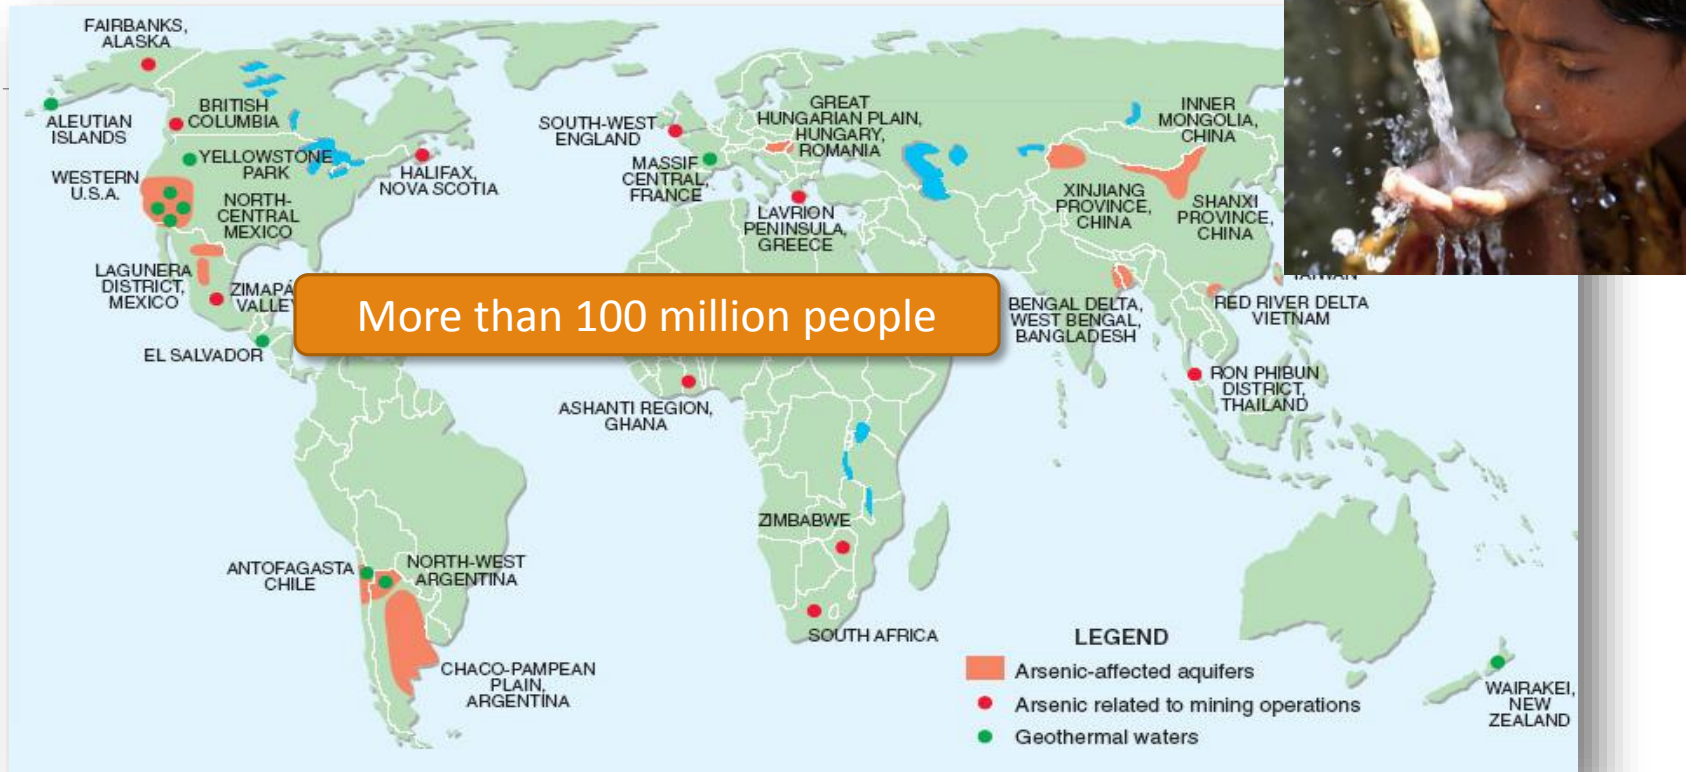 FAIRBANKS,
ALASKA
ALEUTIAN
ISLANDS
BRITISH
COLUMBIA
YELLOWSTONE
PARK
WESTERN
U.S.A.
NORTH-
CENTRAL
MEXICO
HALIFAX,
NOVA SCOTIA
LAGUNERA
DISTRICT,
MEXICO
EL SALVADOR
More than 100 million people
SOUTH-WEST
ENGLAND
MASSIF
CENTRAL,
FRANCE
GREAT
HUNGARIAN PLAIN,
HUNGARY,
ROMANIA
LAVRION
PENINSULA,
GREECE
INNER
MONGOLIA,
CHINA
XINJIANG
PROVINCE,
CHINA
SHANXI
PROVINCE,
CHINA
BENGAL DELTA,
WEST BENGAL,
BANGLADESH
RED RIVER DELTA
VIETNAM
RON PHIBUN
DISTRICT,
THAILAND
ASHANTI REGION,
GHANA
ZIMBABWE
SOUTH AFRICA
ANTOFAGASTA
CHILE
NORTH-WEST
ARGENTINA
CHACO-PAMPEAN
PLAIN,
ARGENTINA
LEGEND
Arsenic-affected aquifers
Arsenic related to mining operations
Geothermal waters
WAIRAKEI,
NEW
ZEALAND